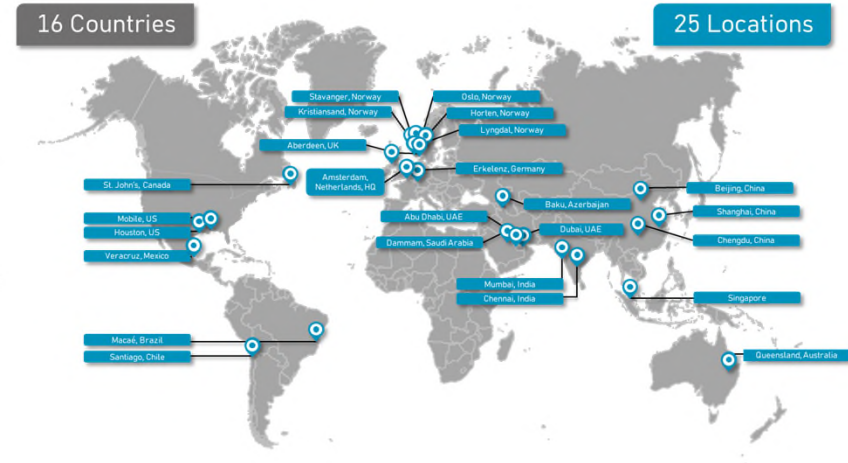 16 Countries
25 Locations
Stavanger, Norway
Oslo, Norway
Kristiansand, Norway
Horten, Norway
Lyngdal, Norway
Aberdeen, UK
Amsterdam,
Netherlands, HQ
Erkelenz, Germany
St. John's, Canada
Beijing, China
Baku, Azerbaijan
Mobile, US
Abu Dhabi, UAE
Shanghai, China
Houston, US
Dubai, UAE
Dammam, Saudi Arabia
Chengdu, China
Veracruz, Mexico
Mumbai, India
Chennai, India
Singapore
Macaé, Brazil
Santiago, Chile
Queensland, Australia